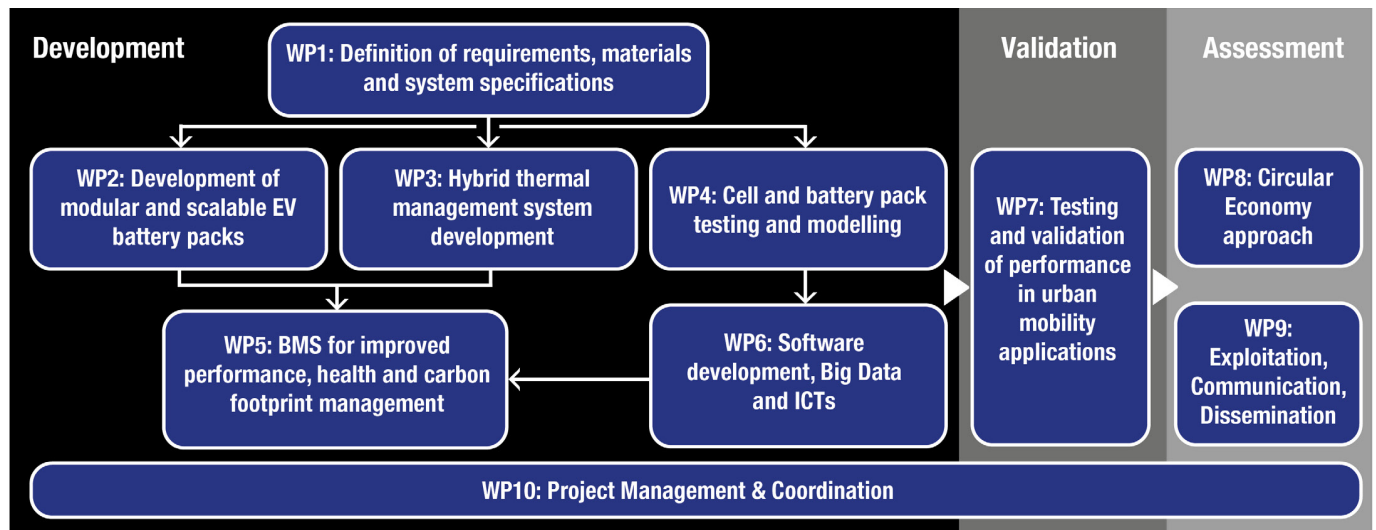 Development
Validation
Assessment
WP1: Definition of requirements, materials
and system specifications
WP2: Development of
modular and scalable EV
battery packs
WP3: Hybrid thermal
management system
development
WP4: Cell and battery pack
testing and modelling
WP5: BMS for improved
performance, health and carbon
footprint management
WP6: Software
development, Big Data
and ICTs
WP7: Testing
and validation
of performance
in urban
mobility
applications
WP8: Circular
Economy
approach
WP9:
Exploitation,
Communication,
Dissemination
WP10: Project Management & Coordination